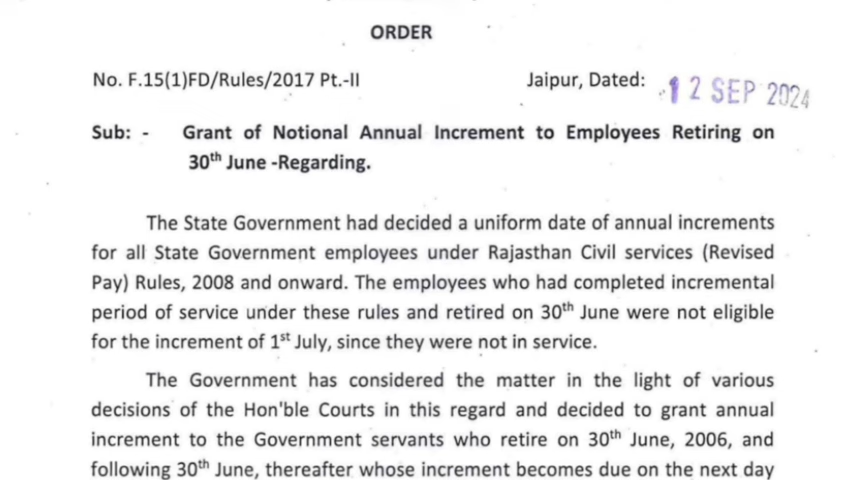 ORDER
No. F.15(1)FD/Rules/2017 Pt.-II Jaipur, Dated: 12 SEP 2024
Sub: - Grant of Notional Annual Increment to Employees Retiring on
30th June -Regarding.
The State Government had decided a uniform date of annual increments
for all State Government employees under Rajasthan Civil services (Revised
Pay) Rules, 2008 and onward. The employees who had completed incremental
period of service under these rules and retired on 30th June were not eligible
for the increment of 1st July, since they were not in service.
The Government has considered the matter in the light of various
decisions of the Hon'ble Courts in this regard and decided to grant annual
increment to the Government servants who retire on 30th June, 2006, and
following 30th June, thereafter whose increment becomes due on the next day